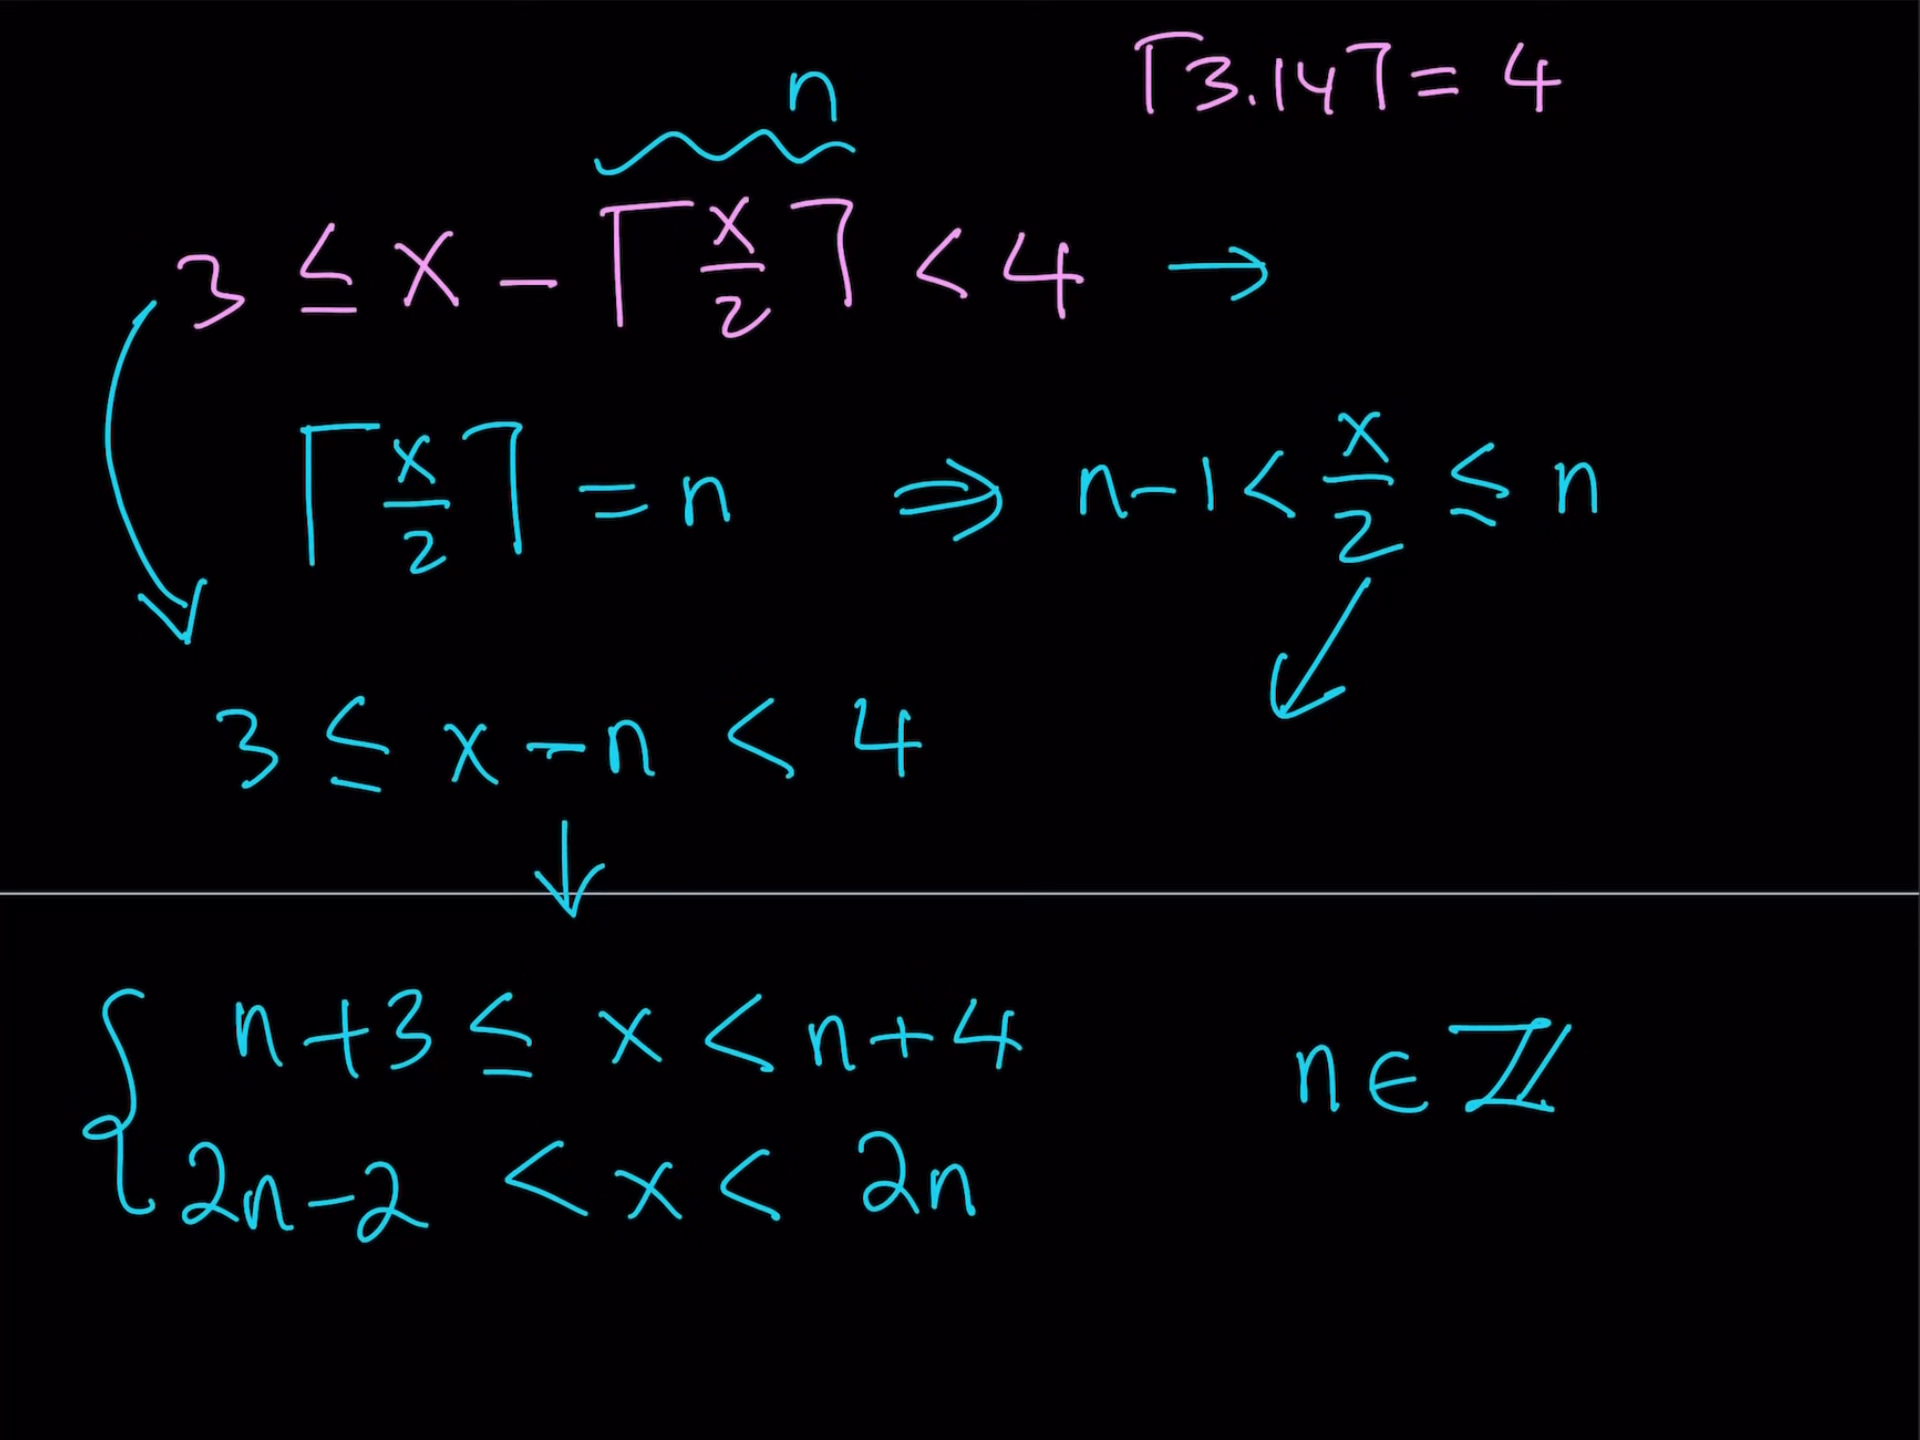 ⌈3.14⌉ = 4
n
3 ≤ x - ⌈x/2⌉ < 4 →
⌈x/2⌉ = n ⇒ n-1 < x/2 ≤ n
3 ≤ x - n < 4
n+3 ≤ x < n+4 n ∈ ℤ
2n-2 < x < 2n